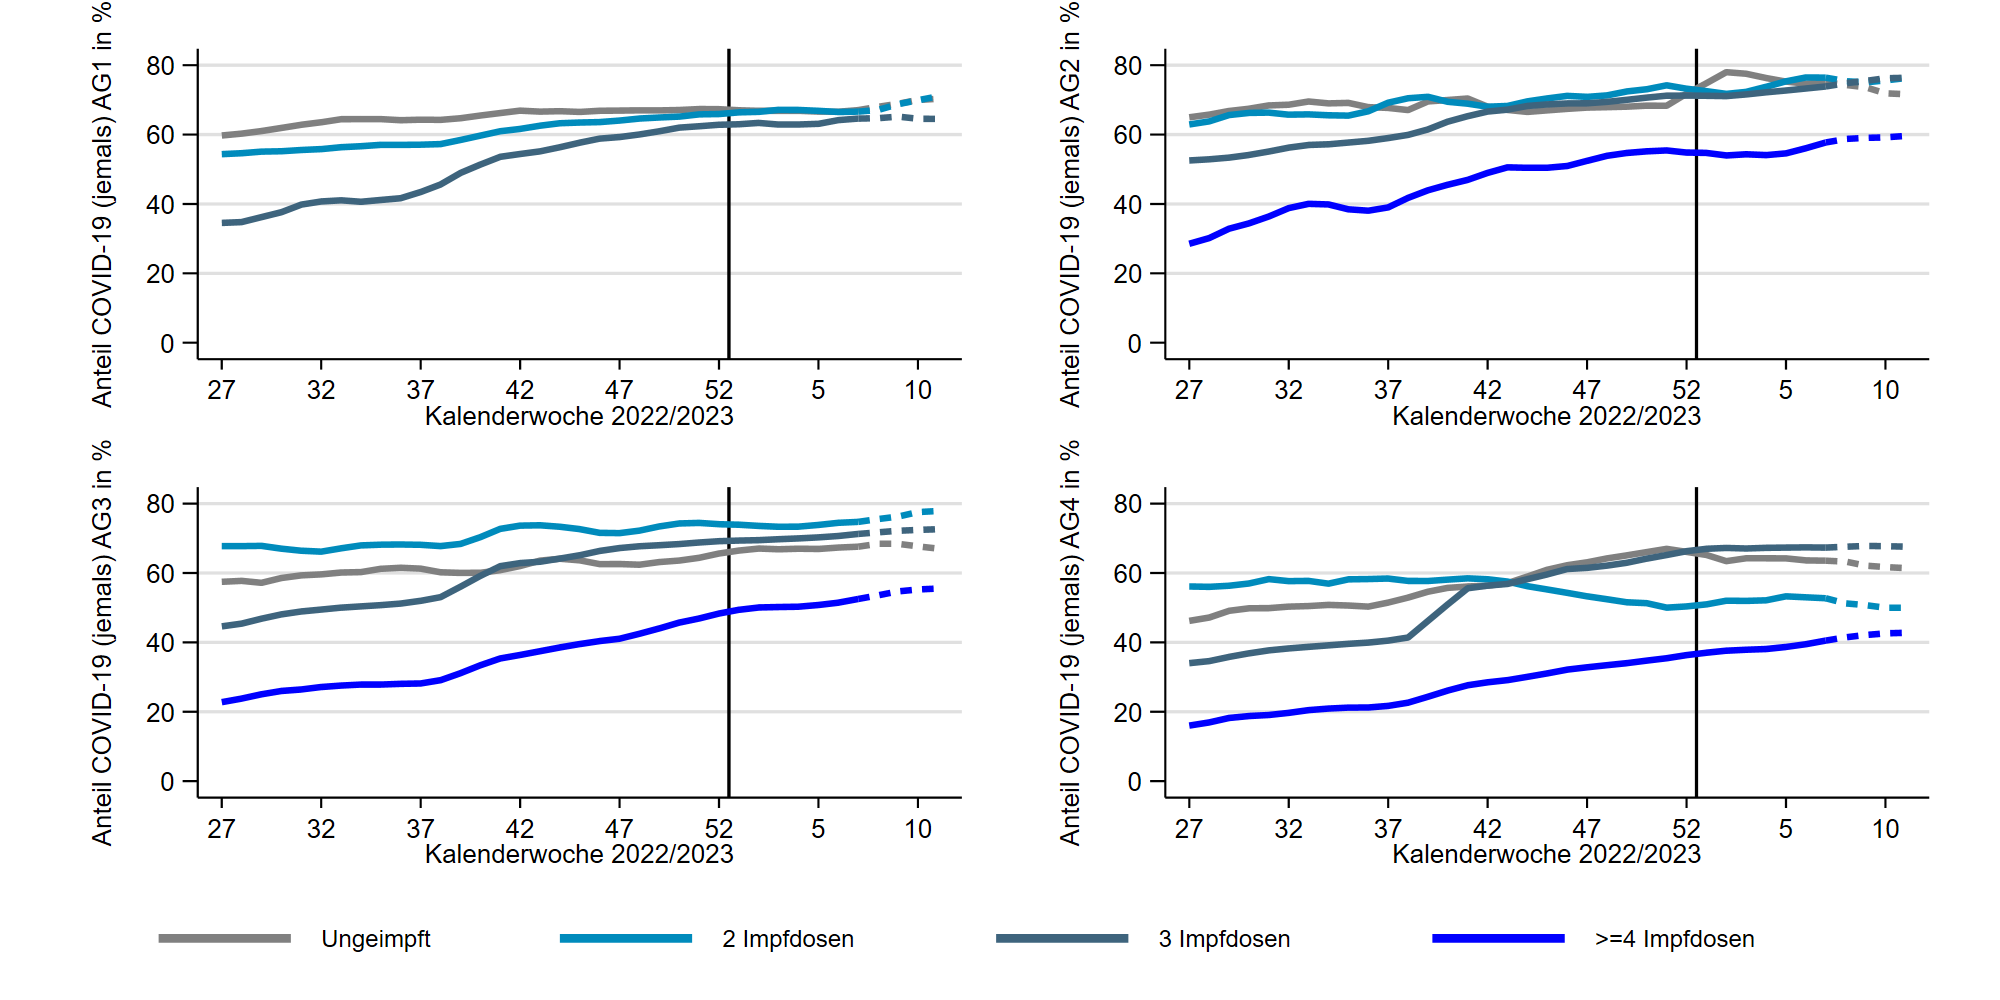 Anteil COVID-19 (jemals) AG1 in %
80
60
40
20
0
27 32 37 42 47 52 5 10
Kalenderwoche 2022/2023
Anteil COVID-19 (jemals) AG2 in %
80
60
40
20
0
27 32 37 42 47 52 5 10
Kalenderwoche 2022/2023
Anteil COVID-19 (jemals) AG3 in %
80
60
40
20
0
27 32 37 42 47 52 5 10
Kalenderwoche 2022/2023
Anteil COVID-19 (jemals) AG4 in %
80
60
40
20
0
27 32 37 42 47 52 5 10
Kalenderwoche 2022/2023
Ungeimpft 2 Impfdosen 3 Impfdosen >=4 Impfdosen